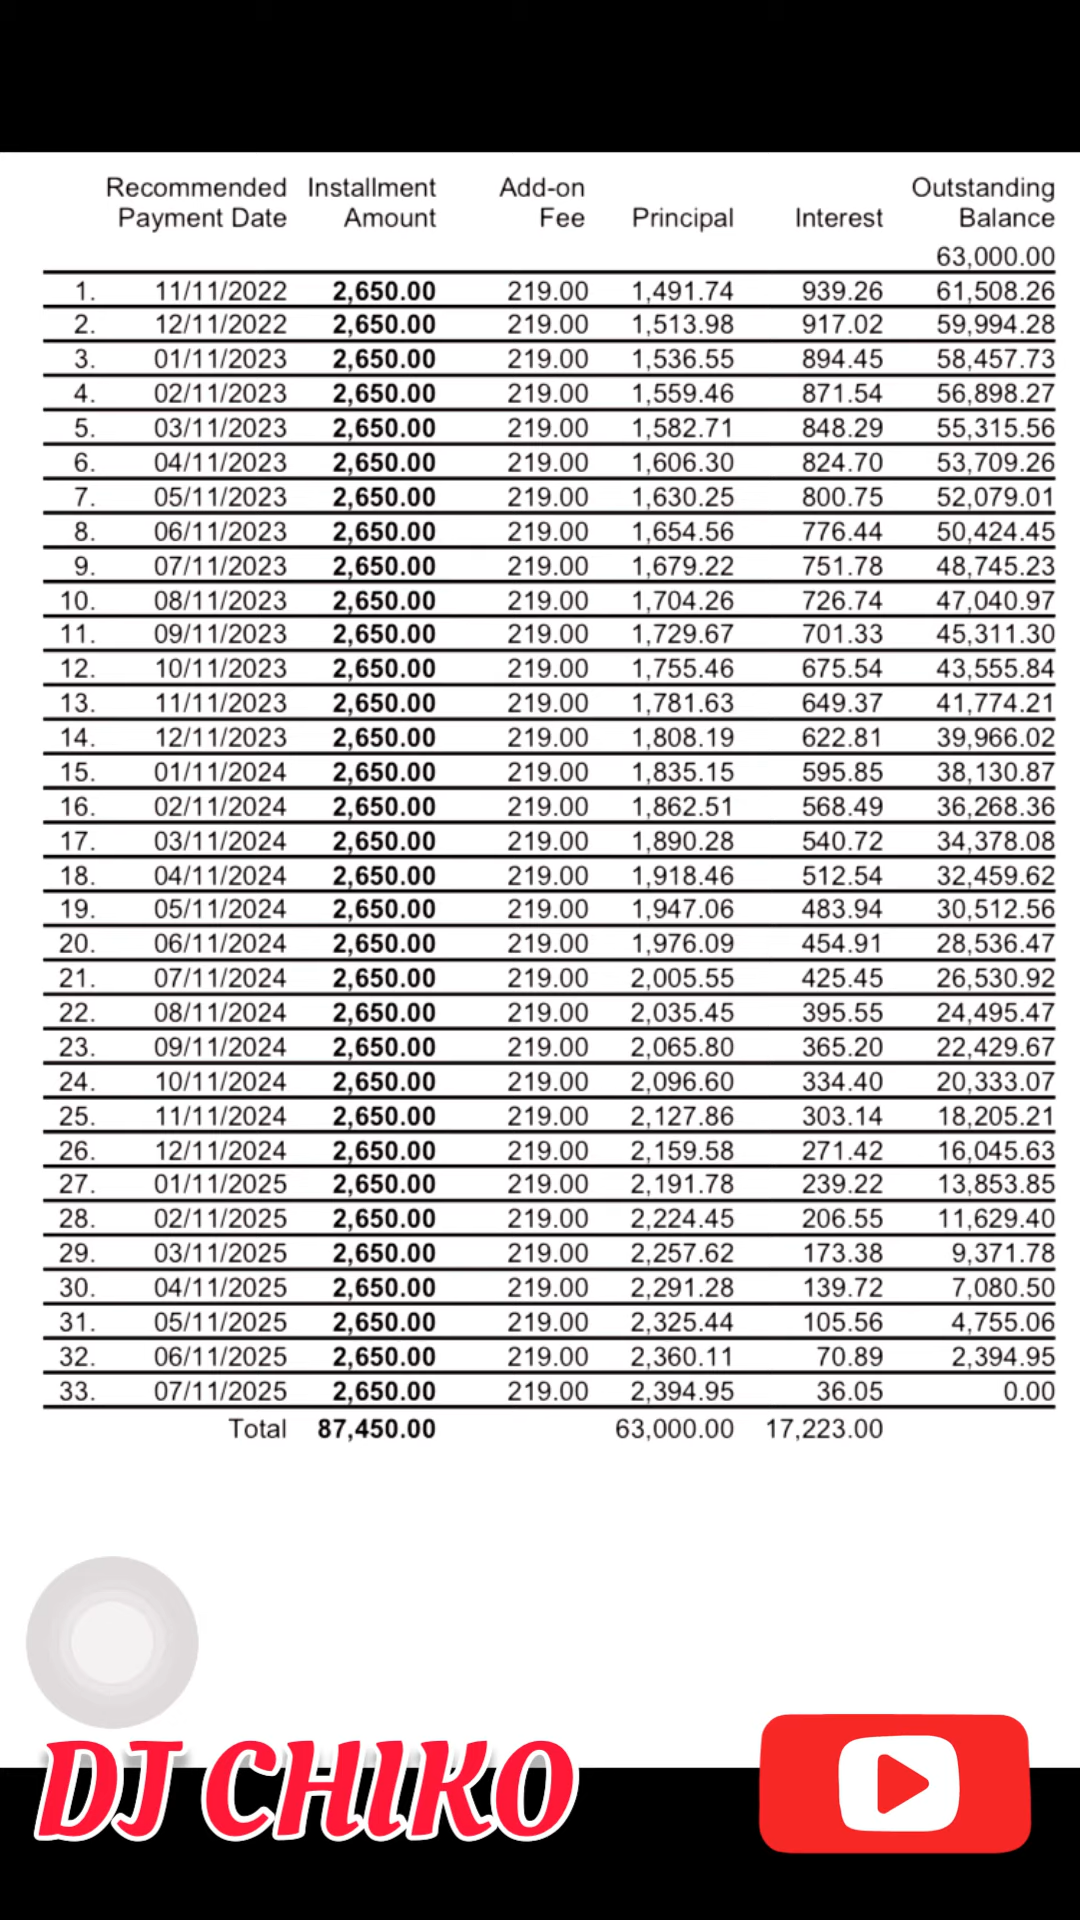 Recommended Installment Add-on Outstanding
Payment Date Amount Fee Principal Interest Balance
63,000.00
1. 11/11/2022 2,650.00 219.00 1,491.74 939.26 61,508.26
2. 12/11/2022 2,650.00 219.00 1,513.98 917.02 59,994.28
3. 01/11/2023 2,650.00 219.00 1,536.55 894.45 58,457.73
4. 02/11/2023 2,650.00 219.00 1,559.46 871.54 56,898.27
5. 03/11/2023 2,650.00 219.00 1,582.71 848.29 55,315.56
6. 04/11/2023 2,650.00 219.00 1,606.30 824.70 53,709.26
7. 05/11/2023 2,650.00 219.00 1,630.25 800.75 52,079.01
8. 06/11/2023 2,650.00 219.00 1,654.56 776.44 50,424.45
9. 07/11/2023 2,650.00 219.00 1,679.22 751.78 48,745.23
10. 08/11/2023 2,650.00 219.00 1,704.26 726.74 47,040.97
11. 09/11/2023 2,650.00 219.00 1,729.67 701.33 45,311.30
12. 10/11/2023 2,650.00 219.00 1,755.46 675.54 43,555.84
13. 11/11/2023 2,650.00 219.00 1,781.63 649.37 41,774.21
14. 12/11/2023 2,650.00 219.00 1,808.19 622.81 39,966.02
15. 01/11/2024 2,650.00 219.00 1,835.15 595.85 38,130.87
16. 02/11/2024 2,650.00 219.00 1,862.51 568.49 36,268.36
17. 03/11/2024 2,650.00 219.00 1,890.28 540.72 34,378.08
18. 04/11/2024 2,650.00 219.00 1,918.46 512.54 32,459.62
19. 05/11/2024 2,650.00 219.00 1,947.06 483.94 30,512.56
20. 06/11/2024 2,650.00 219.00 1,976.09 454.91 28,536.47
21. 07/11/2024 2,650.00 219.00 2,005.55 425.45 26,530.92
22. 08/11/2024 2,650.00 219.00 2,035.45 395.55 24,495.47
23. 09/11/2024 2,650.00 219.00 2,065.80 365.20 22,429.67
24. 10/11/2024 2,650.00 219.00 2,096.60 334.40 20,333.07
25. 11/11/2024 2,650.00 219.00 2,127.86 303.14 18,205.21
26. 12/11/2024 2,650.00 219.00 2,159.58 271.42 16,045.63
27. 01/11/2025 2,650.00 219.00 2,191.78 239.22 13,853.85
28. 02/11/2025 2,650.00 219.00 2,224.45 206.55 11,629.40
29. 03/11/2025 2,650.00 219.00 2,257.62 173.38 9,371.78
30. 04/11/2025 2,650.00 219.00 2,291.28 139.72 7,080.50
31. 05/11/2025 2,650.00 219.00 2,325.44 105.56 4,755.06
32. 06/11/2025 2,650.00 219.00 2,360.11 70.89 2,394.95
33. 07/11/2025 2,650.00 219.00 2,394.95 36.05 0.00
Total 87,450.00 63,000.00 17,223.00
DJ CHIKO